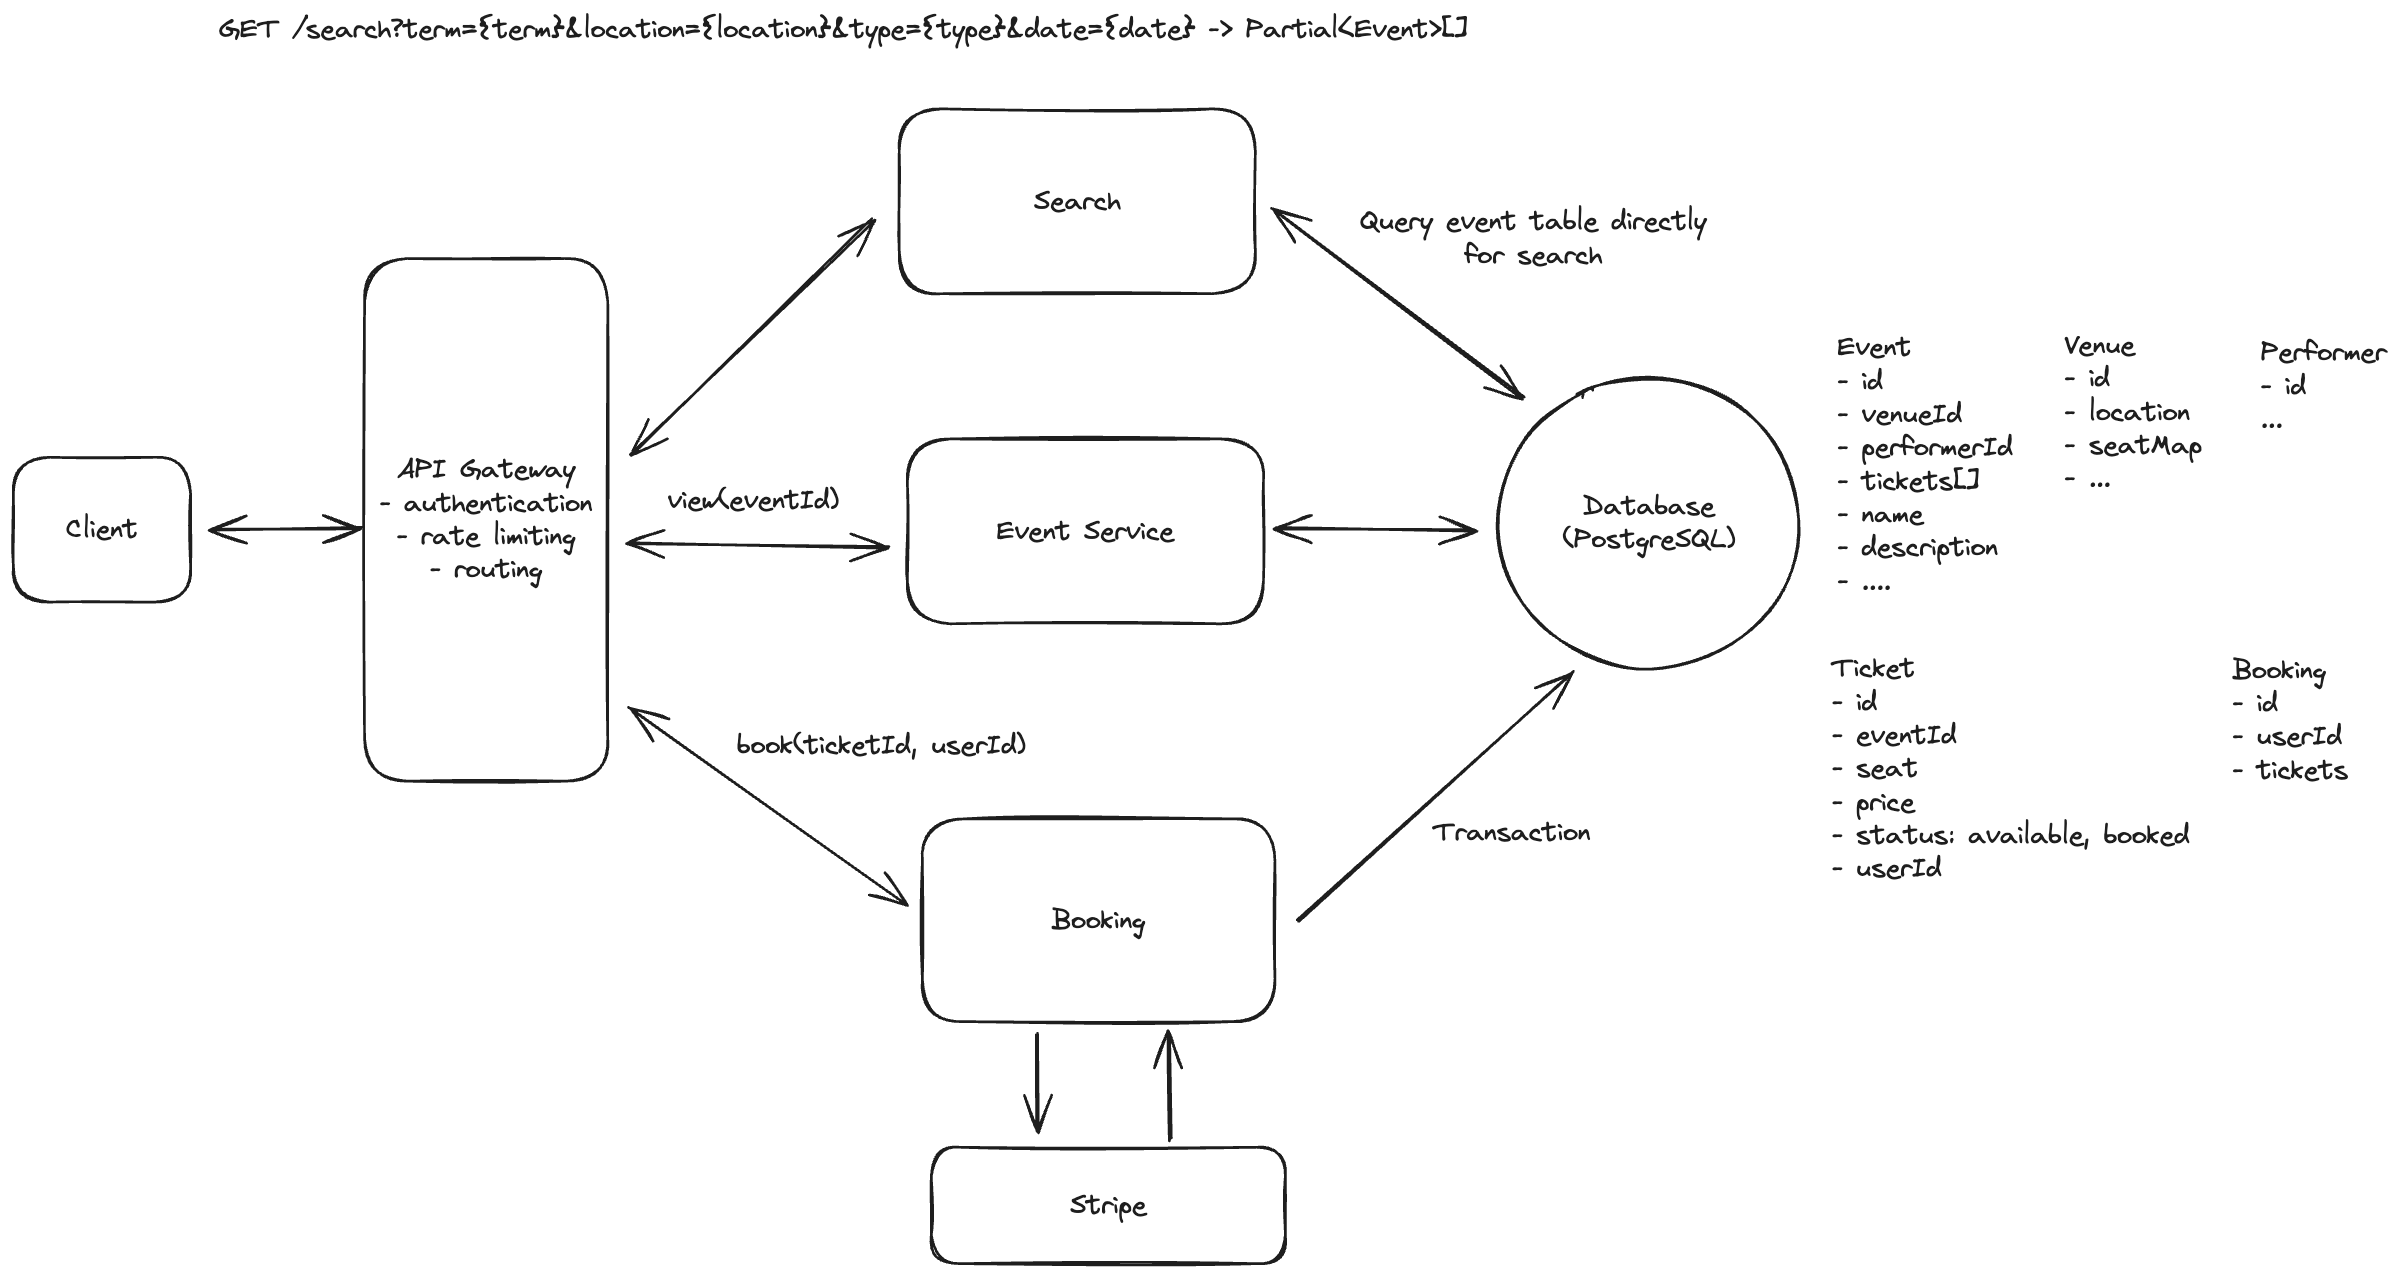 GET /search?term={term}&location={location}&type={type}&date={date} -> Partial<Event>[]
Search
Query event table directly
for search
Client
API Gateway
- authentication
- rate limiting
- routing
view(eventId)
Event Service
Database
(PostgreSQL)
Event
- id
- venueId
- performerId
- tickets[]
- name
- description
- ....
Venue
- id
- location
- seatMap
- ...
Performer
- id
...
book(ticketId, userId)
Booking
Transaction
Ticket
- id
- eventId
- seat
- price
- status: available, booked
- userId
Booking
- id
- userId
- tickets
Stripe